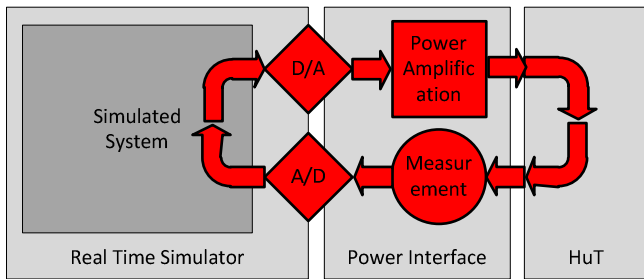 D/A
Power
Amplific
ation
Simulated
System
A/D
Measur
ement
Real Time Simulator
Power Interface
HuT